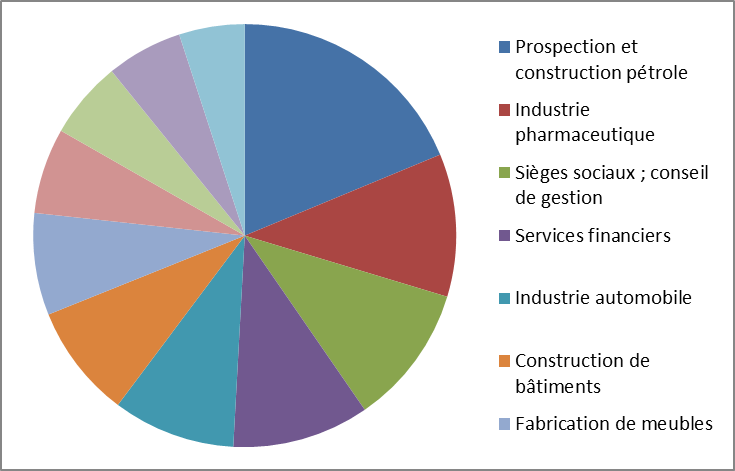 Prospection et
construction pétrole
Industrie
pharmaceutique
Sièges sociaux ; conseil
de gestion
Services financiers
Industrie automobile
Construction de
bâtiments
Fabrication de meubles